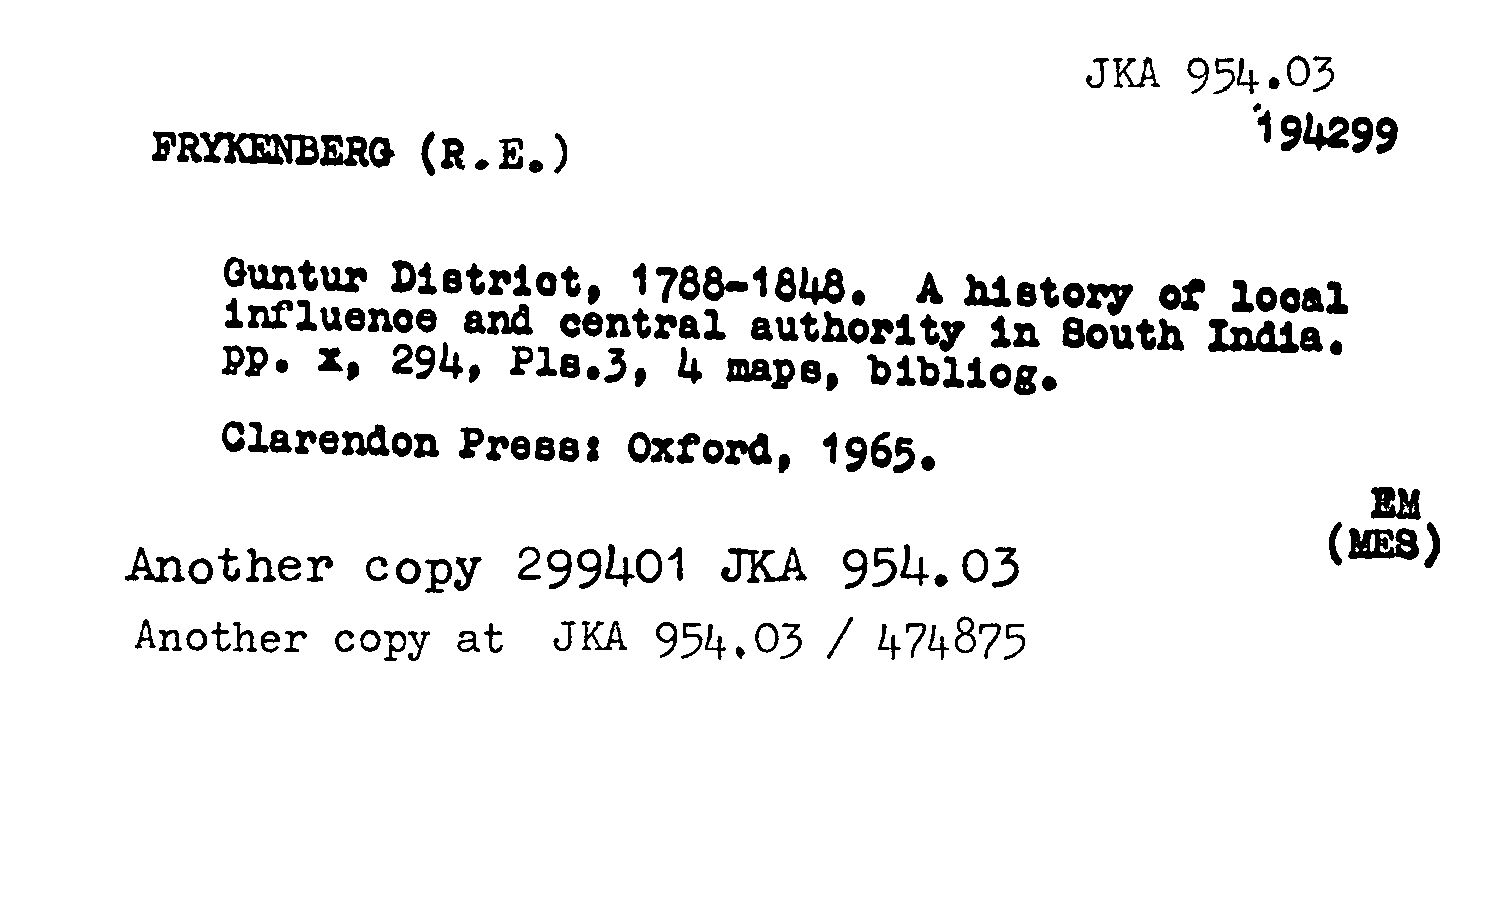 JKA 954.03
194299
FRYKENBERG (R.E.)
Guntur District, 1788-1848. A history of local
influence and central authority in South India.
pp. x, 294, Pls.3, 4 maps, bibliog.
Clarendon Press: Oxford, 1965.
EM
(MES)
Another copy 299401 JKA 954.03
Another copy at JKA 954.03 / 474875